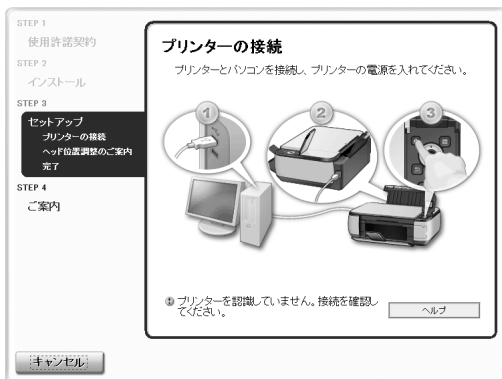 STEP 1
使用許諾契約
STEP 2
インストール
STEP 3
セットアップ
プリンターの接続
ヘッド位置調整のご案内
完了
STEP 4
ご案内
プリンターの接続
プリンターとパソコンを接続し、プリンターの電源を入れてください。
1
2
3
プリンターを認識していません。接続を確認し
てください。
ヘルプ
キャンセル